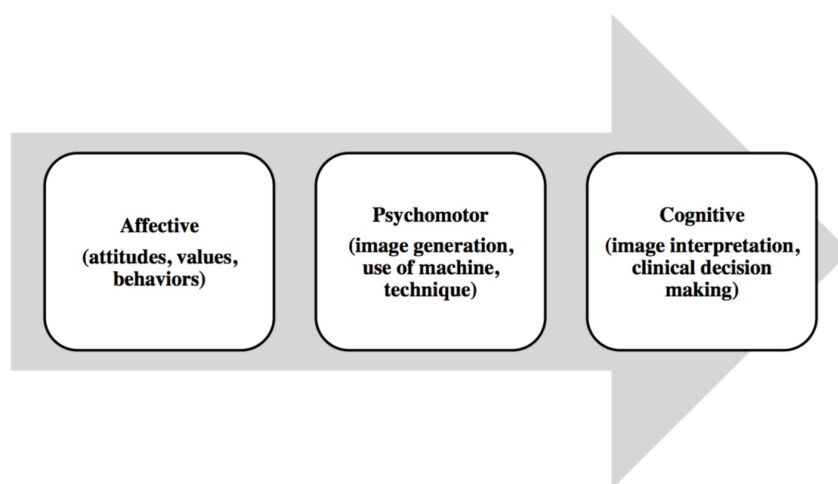 Affective
(attitudes, values,
behaviors)
Psychomotor
(image generation,
use of machine,
technique)
Cognitive
(image interpretation,
clinical decision
making)